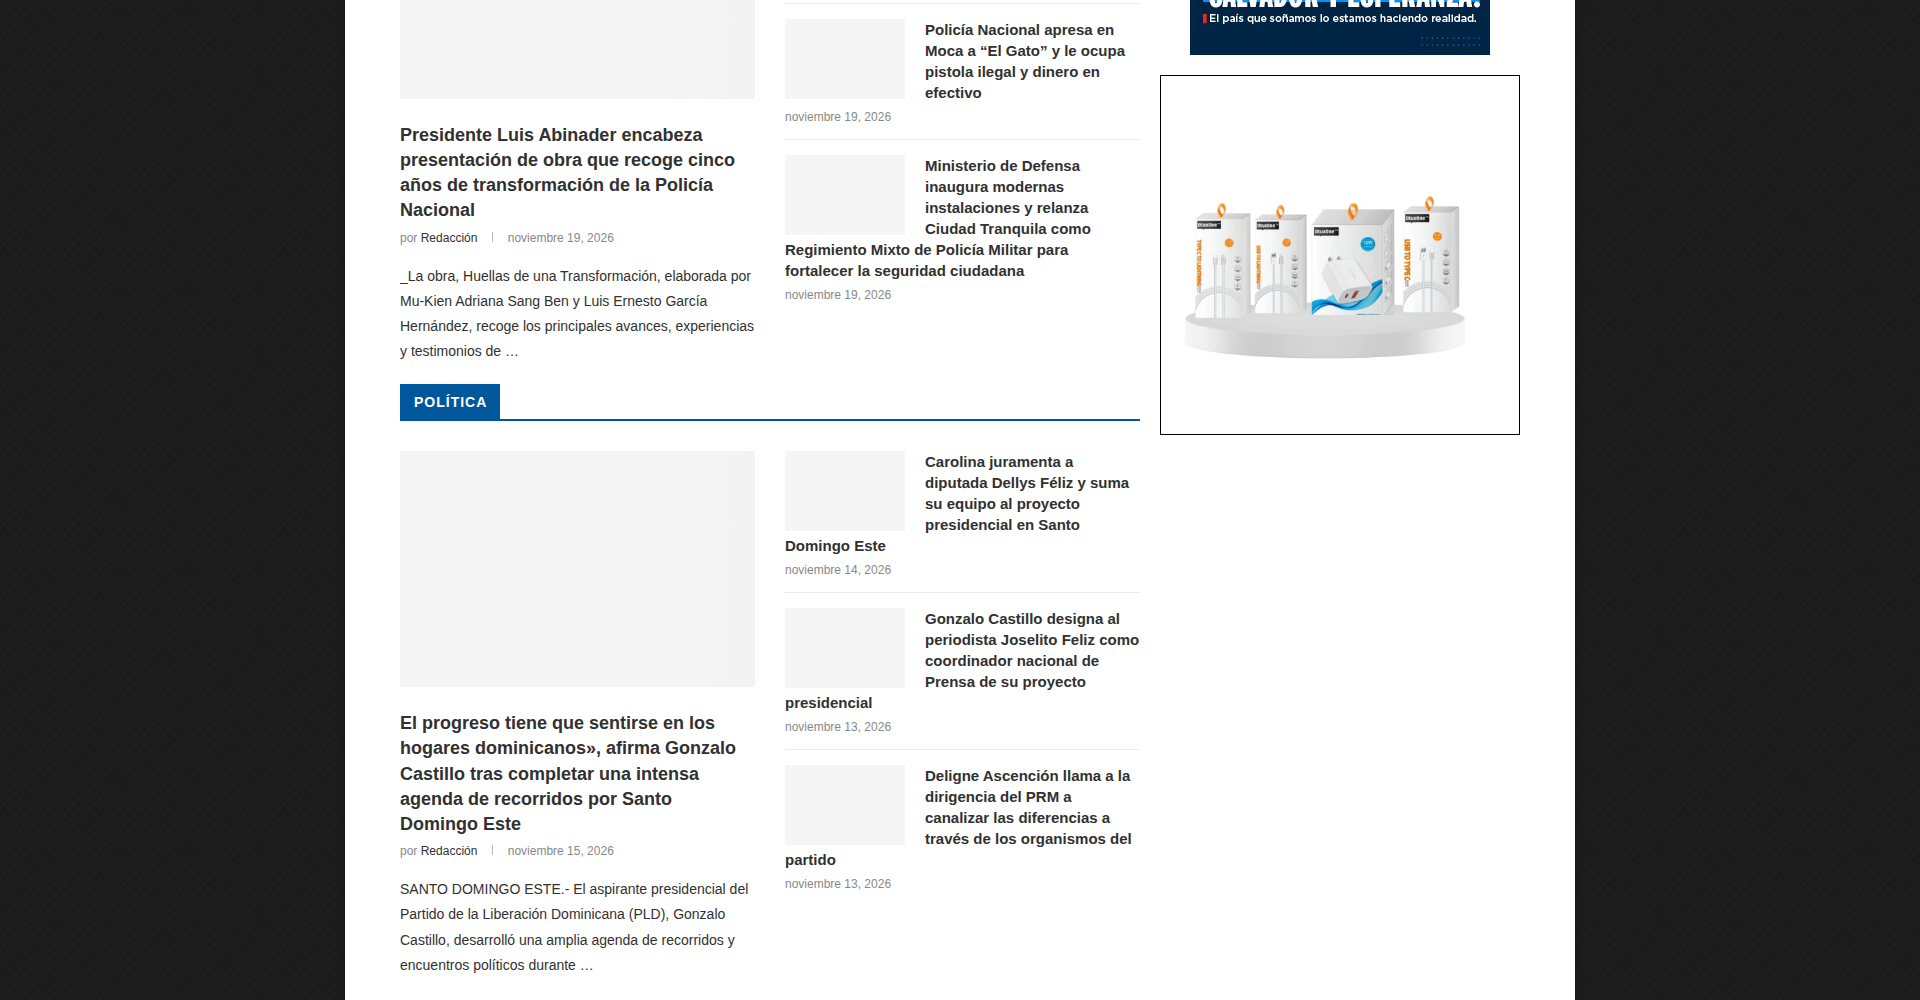 Presidente Luis Abinader encabeza
presentación de obra que recoge cinco
años de transformación de la Policía
Nacional
por Redacción
noviembre 19, 2026
_La obra, Huellas de una Transformación, elaborada por
Mu-Kien Adriana Sang Ben y Luis Ernesto García
Hernández, recoge los principales avances, experiencias
y testimonios de …
Policía Nacional apresa en
Moca a “El Gato” y le ocupa
pistola ilegal y dinero en
efectivo
noviembre 19, 2026
Ministerio de Defensa
inaugura modernas
instalaciones y relanza
Ciudad Tranquila como
Regimiento Mixto de Policía Militar para
fortalecer la seguridad ciudadana
noviembre 19, 2026
POLÍTICA
El progreso tiene que sentirse en los
hogares dominicanos», afirma Gonzalo
Castillo tras completar una intensa
agenda de recorridos por Santo
Domingo Este
por Redacción
noviembre 15, 2026
SANTO DOMINGO ESTE.- El aspirante presidencial del
Partido de la Liberación Dominicana (PLD), Gonzalo
Castillo, desarrolló una amplia agenda de recorridos y
encuentros políticos durante …
Carolina juramenta a
diputada Dellys Féliz y suma
su equipo al proyecto
presidencial en Santo
Domingo Este
noviembre 14, 2026
Gonzalo Castillo designa al
periodista Joselito Feliz como
coordinador nacional de
Prensa de su proyecto
presidencial
noviembre 13, 2026
Deligne Ascención llama a la
dirigencia del PRM a
canalizar las diferencias a
través de los organismos del
partido
noviembre 13, 2026
SALVADOR Y ESPERANZA!
El país que soñamos lo estamos haciendo realidad.
USB TO TYPE C